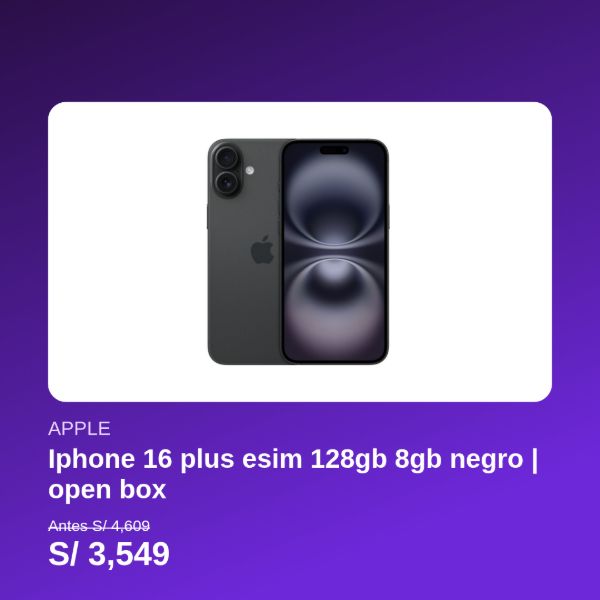 APPLE
Iphone 16 plus esim 128gb 8gb negro |
open box
Antes S/ 4,609
S/ 3,549